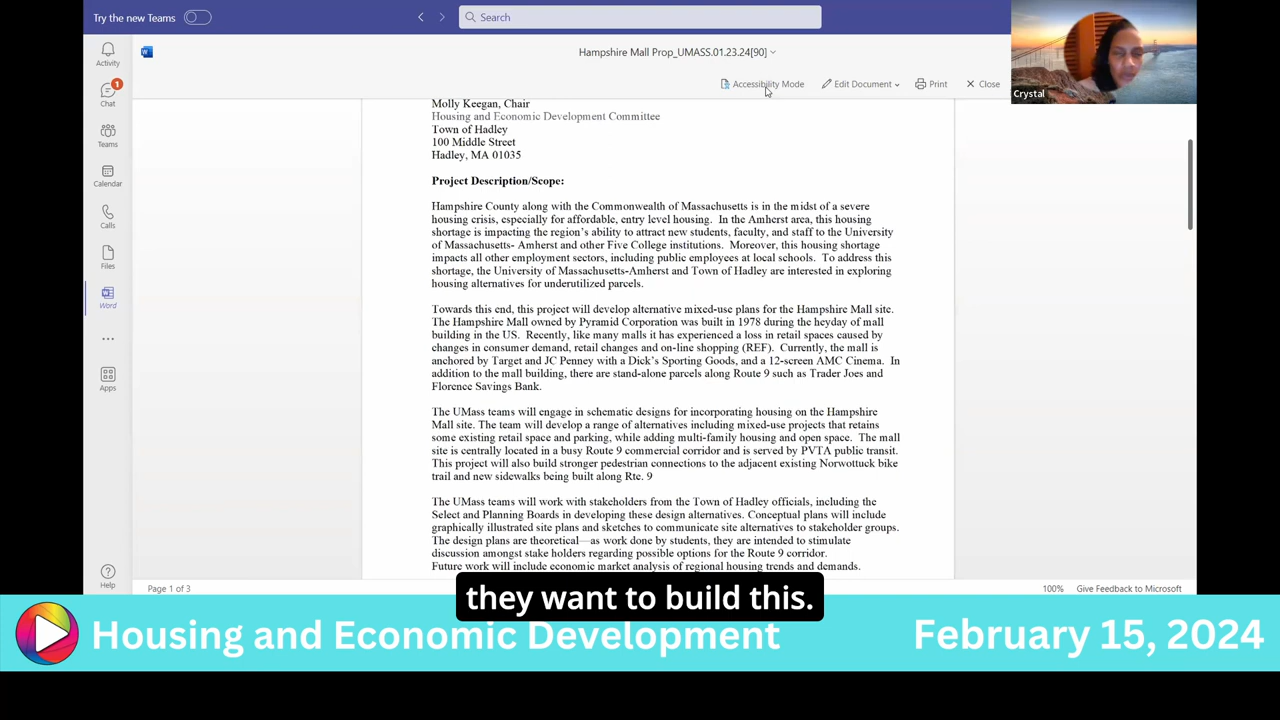 Try the new Teams
Search
Activity
Chat
1
Teams
Calendar
Calls
Files
Word
Apps
Help
Hampshire Mall Prop_UMASS.01.23.24[90]
Accessibility Mode
Edit Document
Print
Close
Crystal
Molly Keegan, Chair
Housing and Economic Development Committee
Town of Hadley
100 Middle Street
Hadley, MA 01035
Project Description/Scope:
Hampshire County along with the Commonwealth of Massachusetts is in the midst of a severe
housing crisis, especially for affordable, entry level housing. In the Amherst area, this housing
shortage is impacting the region's ability to attract new students, faculty, and staff to the University
of Massachusetts- Amherst and other Five College institutions. Moreover, this housing shortage
impacts all other employment sectors, including public employees at local schools. To address this
shortage, the University of Massachusetts-Amherst and Town of Hadley are interested in exploring
housing alternatives for underutilized parcels.
Towards this end, this project will develop alternative mixed-use plans for the Hampshire Mall site.
The Hampshire Mall owned by Pyramid Corporation was built in 1978 during the heyday of mall
building in the US. Recently, like many malls it has experienced a loss in retail spaces caused by
changes in consumer demand, retail changes and on-line shopping (REF). Currently, the mall is
anchored by Target and JC Penney with a Dick's Sporting Goods, and a 12-screen AMC Cinema. In
addition to the mall building, there are stand-alone parcels along Route 9 such as Trader Joes and
Florence Savings Bank.
The UMass teams will engage in schematic designs for incorporating housing on the Hampshire
Mall site. The team will develop a range of alternatives including mixed-use projects that retains
some existing retail space and parking, while adding multi-family housing and open space. The mall
site is centrally located in a busy Route 9 commercial corridor and is served by PVTA public transit.
This project will also build stronger pedestrian connections to the adjacent existing Norwottuck bike
trail and new sidewalks being built along Rte. 9
The UMass teams will work with stakeholders from the Town of Hadley officials, including the
Select and Planning Boards in developing these design alternatives. Conceptual plans will include
graphically illustrated site plans and sketches to communicate site alternatives to stakeholder groups.
The design plans are theoretical—as work done by students, they are intended to stimulate
discussion amongst stake holders regarding possible options for the Route 9 corridor.
Future work will include economic market analysis of regional housing trends and demands.
Page 1 of 3
100%
Give Feedback to Microsoft
they want to build this.
Housing and Economic Development
February 15, 2024